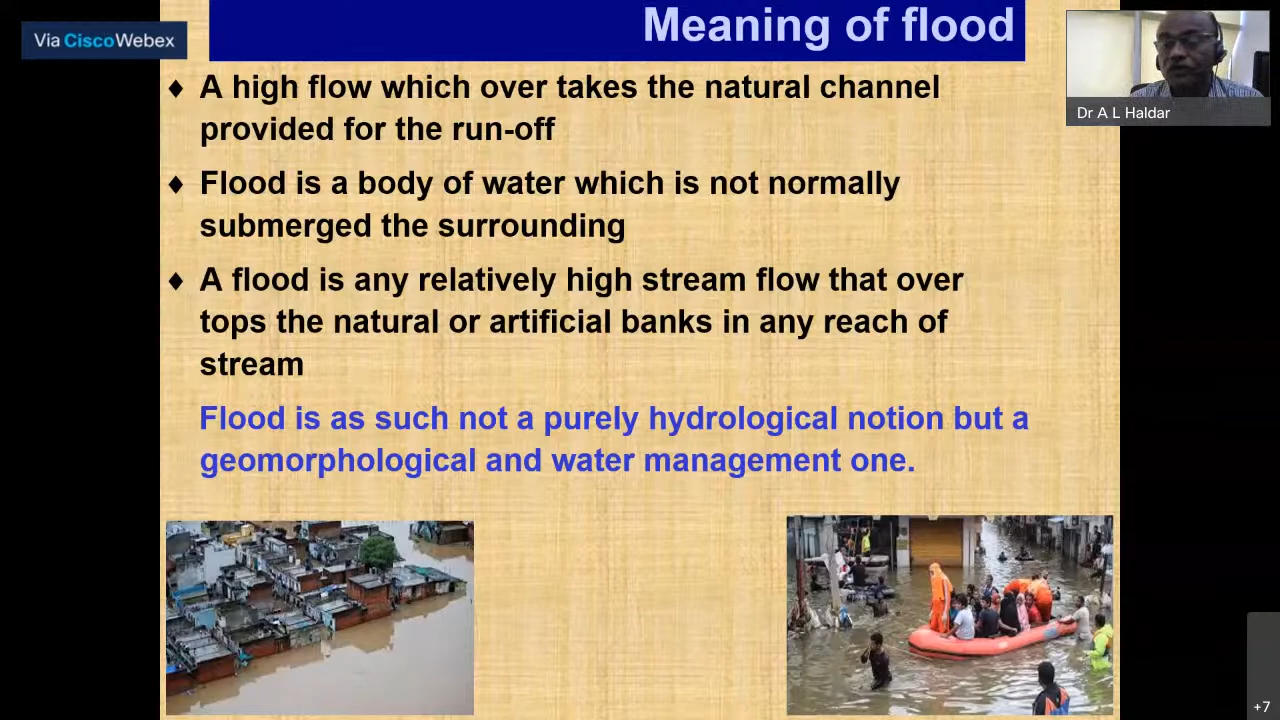 Via CiscoWebex
Meaning of flood
Dr A L Haldar
♦ A high flow which over takes the natural channel
provided for the run-off
♦ Flood is a body of water which is not normally
submerged the surrounding
♦ A flood is any relatively high stream flow that over
tops the natural or artificial banks in any reach of
stream
Flood is as such not a purely hydrological notion but a
geomorphological and water management one.
+7